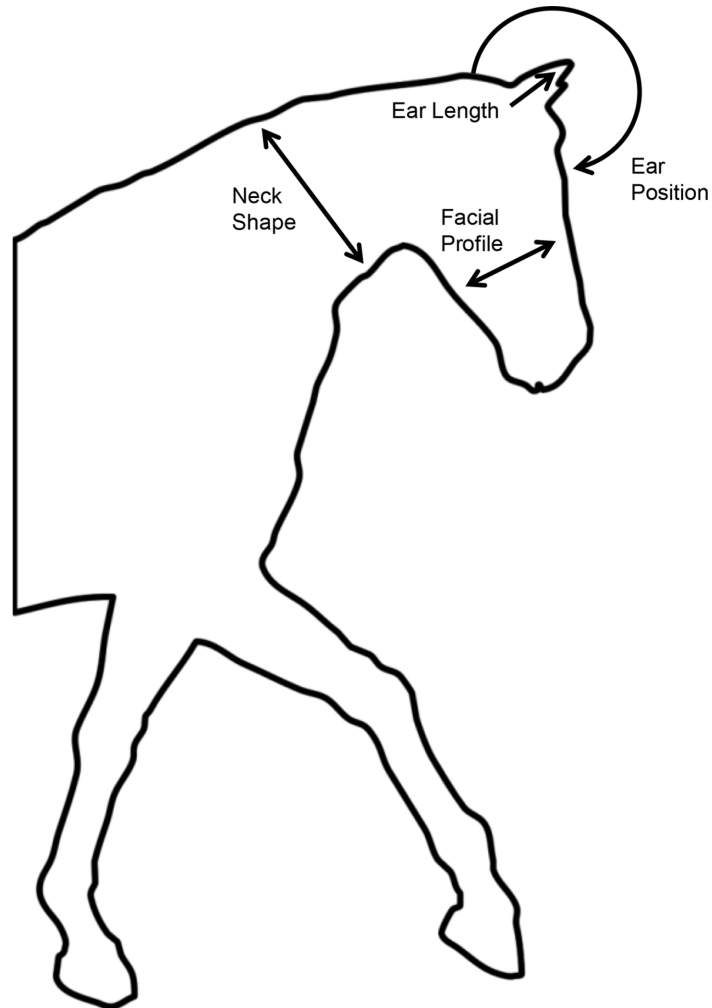 Ear Length
Ear
Position
Neck
Shape
Facial
Profile